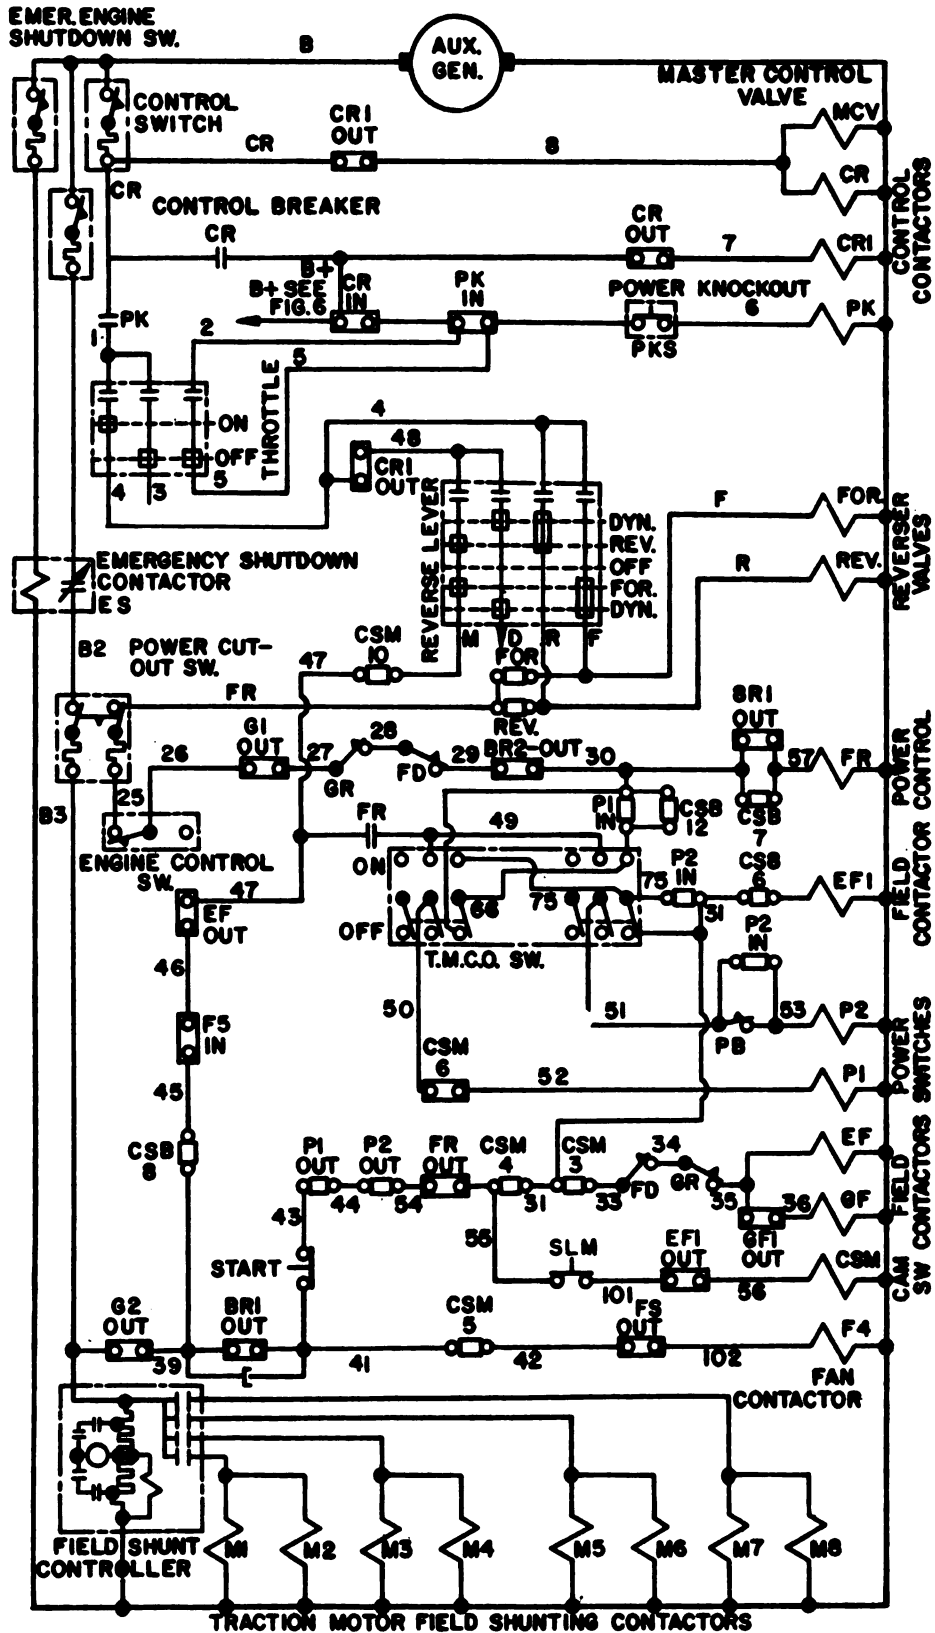 EMER. ENGINE
SHUTDOWN SW.
B
AUX.
GEN.
MASTER CONTROL
VALVE
MCV
CONTROL
SWITCH
CR1
OUT
CR
8
CR
CR
CONTROL
CONTACTORS
CONTROL BREAKER
CR
CR
OUT
7
CR1
B+
B+ SEE
FIG. 6
CR
IN
PK
IN
POWER KNOCKOUT
6
PK
PKS
PK
1
2
5
THROTTLE
ON
OFF
4
3
5
4
48
CR1
OUT
REVERSE LEVER
DYN.
REV.
OFF
FOR.
DYN.
M
D
R
F
F
FOR.
R
REV.
REVERSER
VALVES
EMERGENCY SHUTDOWN
CONTACTOR
ES
B2
POWER CUT-
OUT SW.
47
CSM
10
FOR
REV.
FR
BR1
OUT
26
G1
OUT
27
28
GR
FD
29
BR2-OUT
30
57
FR
CSB
7
POWER
CONTROL
B3
25
ENGINE CONTROL
SW.
FR
49
P1
IN
CSB
12
ON
OFF
66
75
T.M.C.O. SW.
75
P2
IN
31
CSB
6
EF1
FIELD
CONTACTOR
47
EF
OUT
46
F5
IN
45
CSB
8
50
51
P2
IN
PB
53
P2
CSM
6
52
P1
POWER
SWITCHES
P1
OUT
P2
OUT
FR
OUT
CSM
4
CSM
3
34
44
54
31
33
FD
GR
35
EF
36
GF
GF1
OUT
FIELD
CONTACTORS
43
START
55
SLM
101
EF1
OUT
56
CSM
CAM
SW
G2
OUT
39
BR1
OUT
41
CSM
5
42
FS
OUT
102
F4
FAN
CONTACTOR
FIELD SHUNT
CONTROLLER
M1
M2
M3
M4
M5
M6
M7
M8
TRACTION MOTOR FIELD SHUNTING CONTACTORS